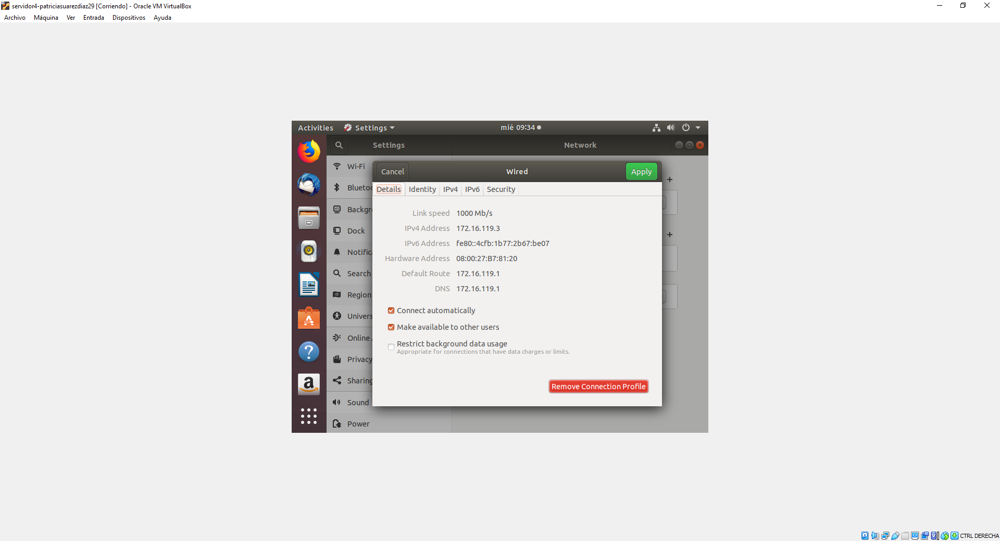 servidor4-patriciasuarezdiaz29 [Corriendo] - Oracle VM VirtualBox
Archivo Máquina Ver Entrada Dispositivos Ayuda
Activities Settings mié 09:34
Settings Network
Wi-Fi
Bluetoo
Backgr
Dock
Notifica
Search
Region
Univers
Online A
Privacy
Sharing
Sound
Power
Cancel Wired Apply
Details Identity IPv4 IPv6 Security
Link speed 1000 Mb/s
IPv4 Address 172.16.119.3
IPv6 Address fe80::4cfb:1b77:2b67:be07
Hardware Address 08:00:27:B7:81:20
Default Route 172.16.119.1
DNS 172.16.119.1
Connect automatically
Make available to other users
Restrict background data usage
Appropriate for connections that have data charges or limits.
Remove Connection Profile
CTRL DERECHA